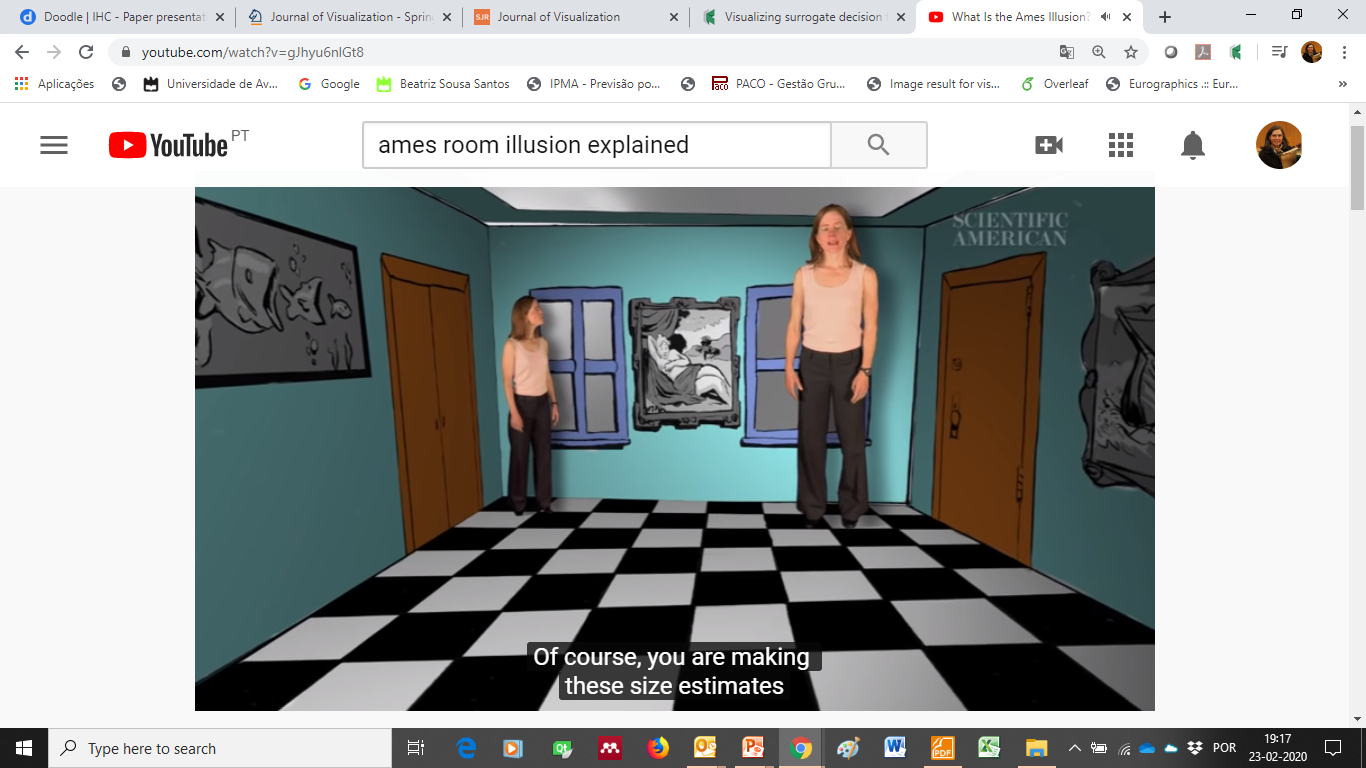 Doodle | IHC - Paper presentat
Journal of Visualization - Sprin
SJR Journal of Visualization
Visualizing surrogate decision t
What Is the Ames Illusion?
youtube.com/watch?v=gJhyu6nlGt8
Aplicações
Universidade de Av...
Google
Beatriz Sousa Santos
IPMA - Previsão po...
Paco PACO - Gestão Gru...
Image result for vis...
Overleaf
Eurographics .:: Eur...
»
YouTube PT
ames room illusion explained
SCIENTIFIC
AMERICAN
Of course, you are making
these size estimates
Type here to search
POR
19:17
23-02-2020